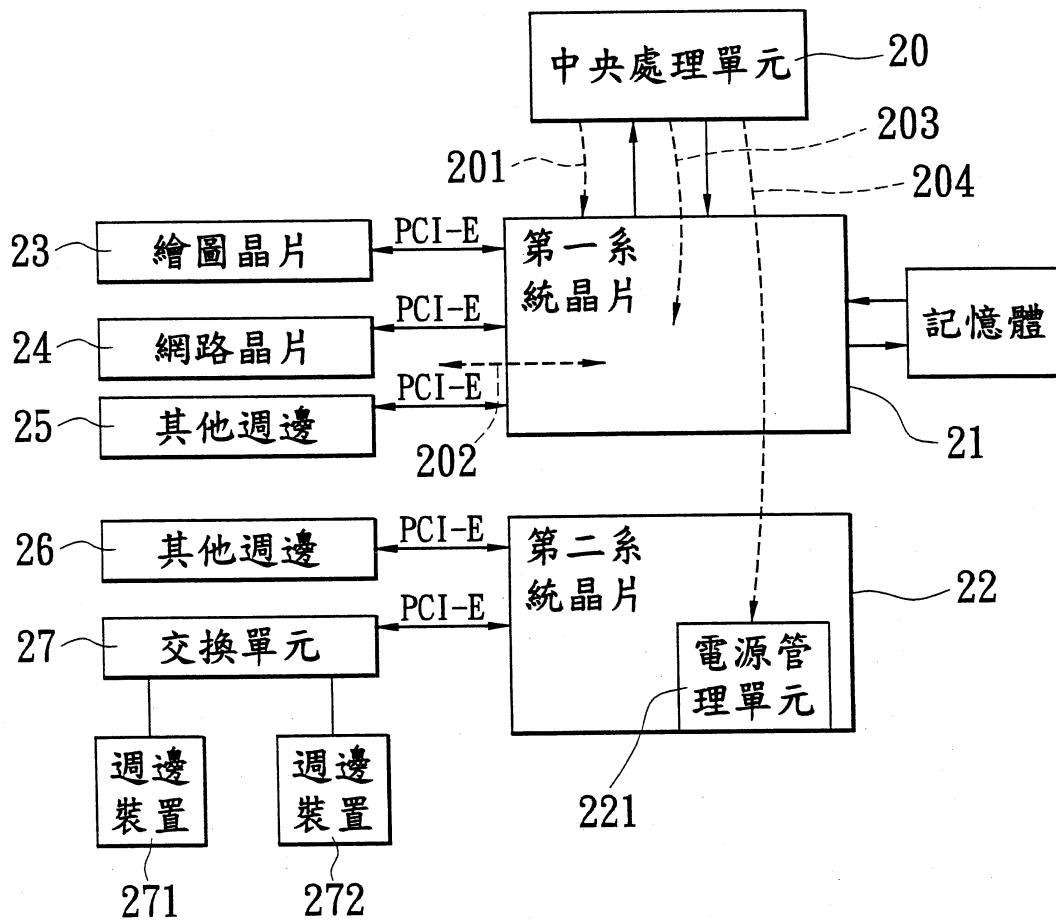 中央處理單元
20
201
203
204
23
繪圖晶片
PCI-E
第一系
統晶片
24
網路晶片
PCI-E
記憶體
25
其他週邊
PCI-E
202
21
26
其他週邊
PCI-E
第二系
統晶片
22
27
交換單元
PCI-E
電源管
理單元
221
週邊
裝置
週邊
裝置
271
272